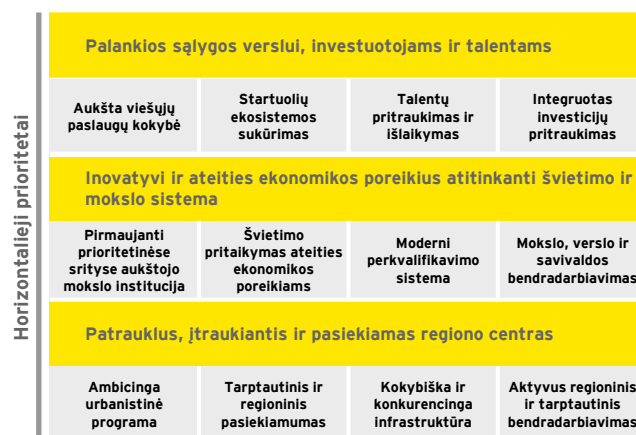 Horizontalieji prioritetai
Palankios sąlygos verslui, investuotojams ir talentams
Aukšta viešųjų
paslaugų kokybė
Startuolių
ekosistemos
sukūrimas
Talentų
pritraukimas ir
išlaikymas
Integruotas
investicijų
pritraukimas
Inovatyvi ir ateities ekonomikos poreikius atitinkanti švietimo ir
mokslo sistema
Pirmaujanti
prioritetinėse
srityse aukštojo
mokslo institucija
Švietimo
pritaikymas ateities
ekonomikos
poreikiams
Moderni
perkvalifikavimo
sistema
Mokslo, verslo ir
savivaldos
bendradarbiavimas
Patrauklus, įtraukiantis ir pasiekiamas regiono centras
Ambicinga
urbanistinė
programa
Tarptautinis ir
regioninis
pasiekiamumas
Kokybiška ir
konkurencinga
infrastruktūra
Aktyvus regioninis
ir tarptautinis
bendradarbiavimas